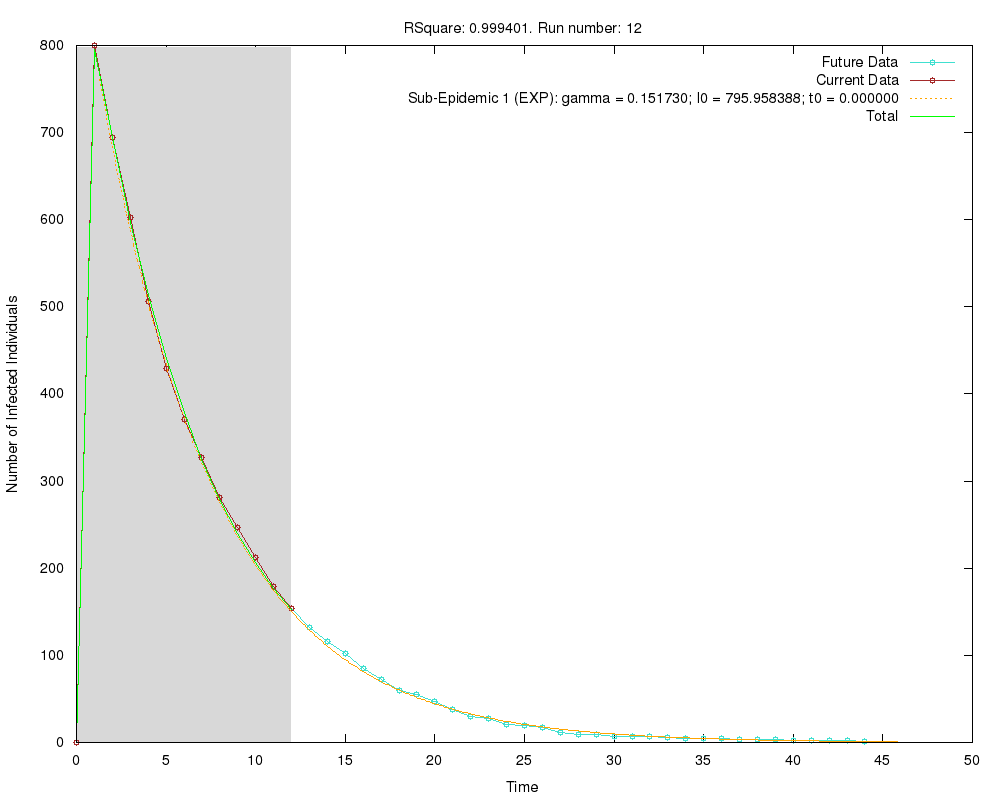 RSquare: 0.999401. Run number: 12
Future Data
Current Data
Sub-Epidemic 1 (EXP): gamma = 0.151730; I0 = 795.958388; t0 = 0.000000
Total
800
700
600
500
400
300
200
100
0
Number of Infected Individuals
0 5 10 15 20 25 30 35 40 45 50
Time